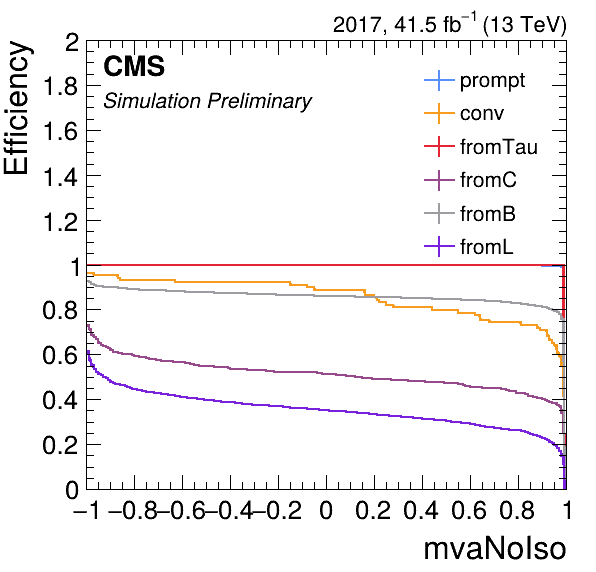 2017, 41.5 fb⁻¹ (13 TeV)
CMS
Simulation Preliminary
prompt
conv
fromTau
fromC
fromB
fromL
Efficiency
2
1.8
1.6
1.4
1.2
1
0.8
0.6
0.4
0.2
0
−1 −0.8 −0.6 −0.4 −0.2 0 0.2 0.4 0.6 0.8 1
mvaNoIso